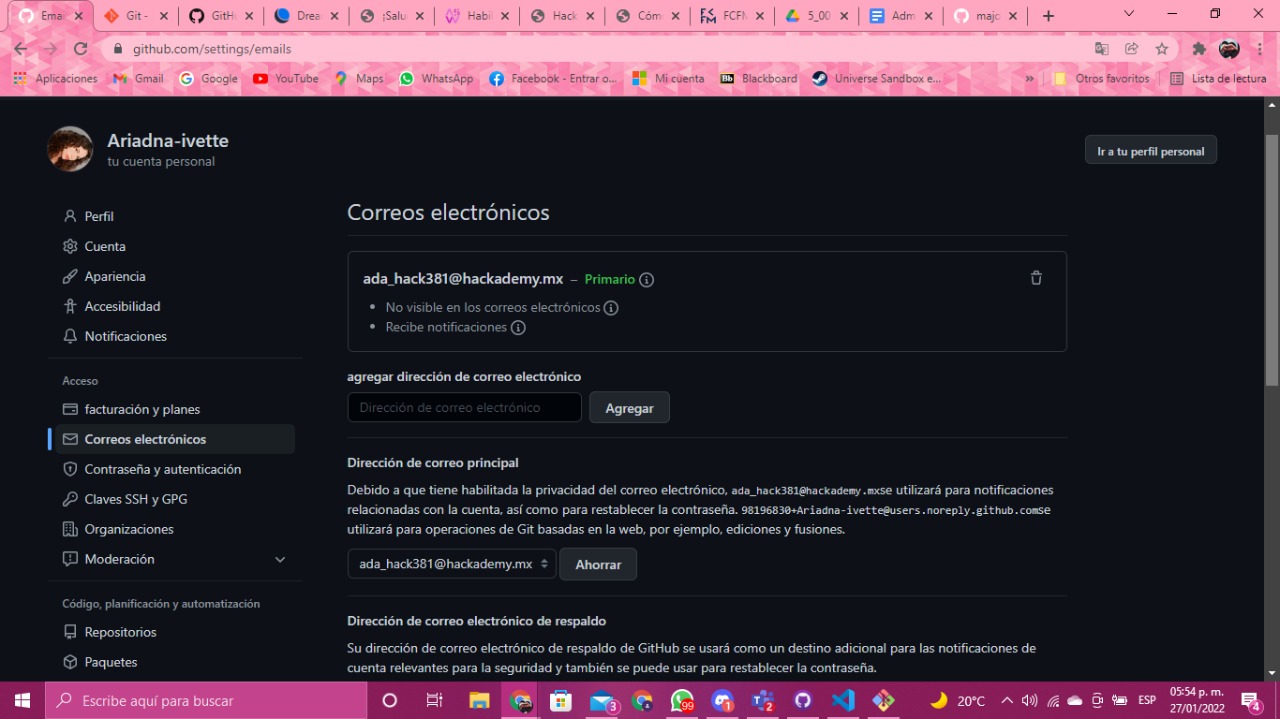 Emai
Git -
GitH
Drea
¡Salu
Habil
Hack
Cóm
FCFN
5_00
Adm
majo
github.com/settings/emails
Aplicaciones
Gmail
Google
YouTube
Maps
WhatsApp
Facebook - Entrar o...
Mi cuenta
Bb
Blackboard
Universe Sandbox e...
»
Otros favoritos
Lista de lectura
Ariadna-ivette
tu cuenta personal
Ir a tu perfil personal
Perfil
Cuenta
Apariencia
Accesibilidad
Notificaciones
Acceso
facturación y planes
Correos electrónicos
Contraseña y autenticación
Claves SSH y GPG
Organizaciones
Moderación
Código, planificación y automatización
Repositorios
Paquetes
Correos electrónicos
ada_hack381@hackademy.mx – Primario
No visible en los correos electrónicos
Recibe notificaciones
agregar dirección de correo electrónico
Dirección de correo electrónico
Agregar
Dirección de correo principal
Debido a que tiene habilitada la privacidad del correo electrónico, ada_hack381@hackademy.mxse utilizará para notificaciones
relacionadas con la cuenta, así como para restablecer la contraseña. 98196830+Ariadna-ivette@users.noreply.github.comse
utilizará para operaciones de Git basadas en la web, por ejemplo, ediciones y fusiones.
ada_hack381@hackademy.mx
Ahorrar
Dirección de correo electrónico de respaldo
Su dirección de correo electrónico de respaldo de GitHub se usará como un destino adicional para las notificaciones de
cuenta relevantes para la seguridad y también se puede usar para restablecer la contraseña.
Escribe aquí para buscar
3
99
1
2
20°C
ESP
05:54 p. m.
27/01/2022
4